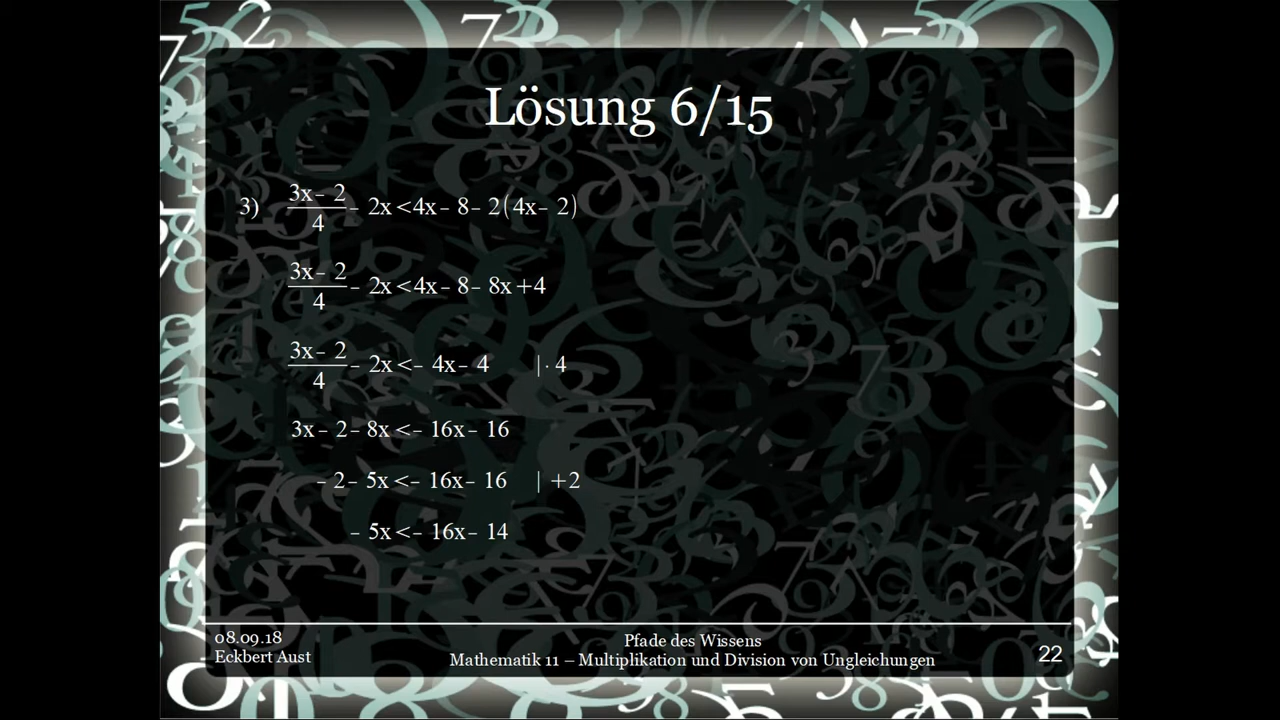 Lösung 6/15
3) (3x– 2)/4 – 2x<4x– 8– 2(4x– 2)
(3x– 2)/4 – 2x<4x– 8– 8x+4
(3x– 2)/4 – 2x<– 4x– 4 |· 4
3x– 2– 8x<– 16x– 16
– 2– 5x<– 16x– 16 | +2
– 5x<– 16x– 14
08.09.18
Eckbert Aust
Pfade des Wissens
Mathematik 11 – Multiplikation und Division von Ungleichungen
22